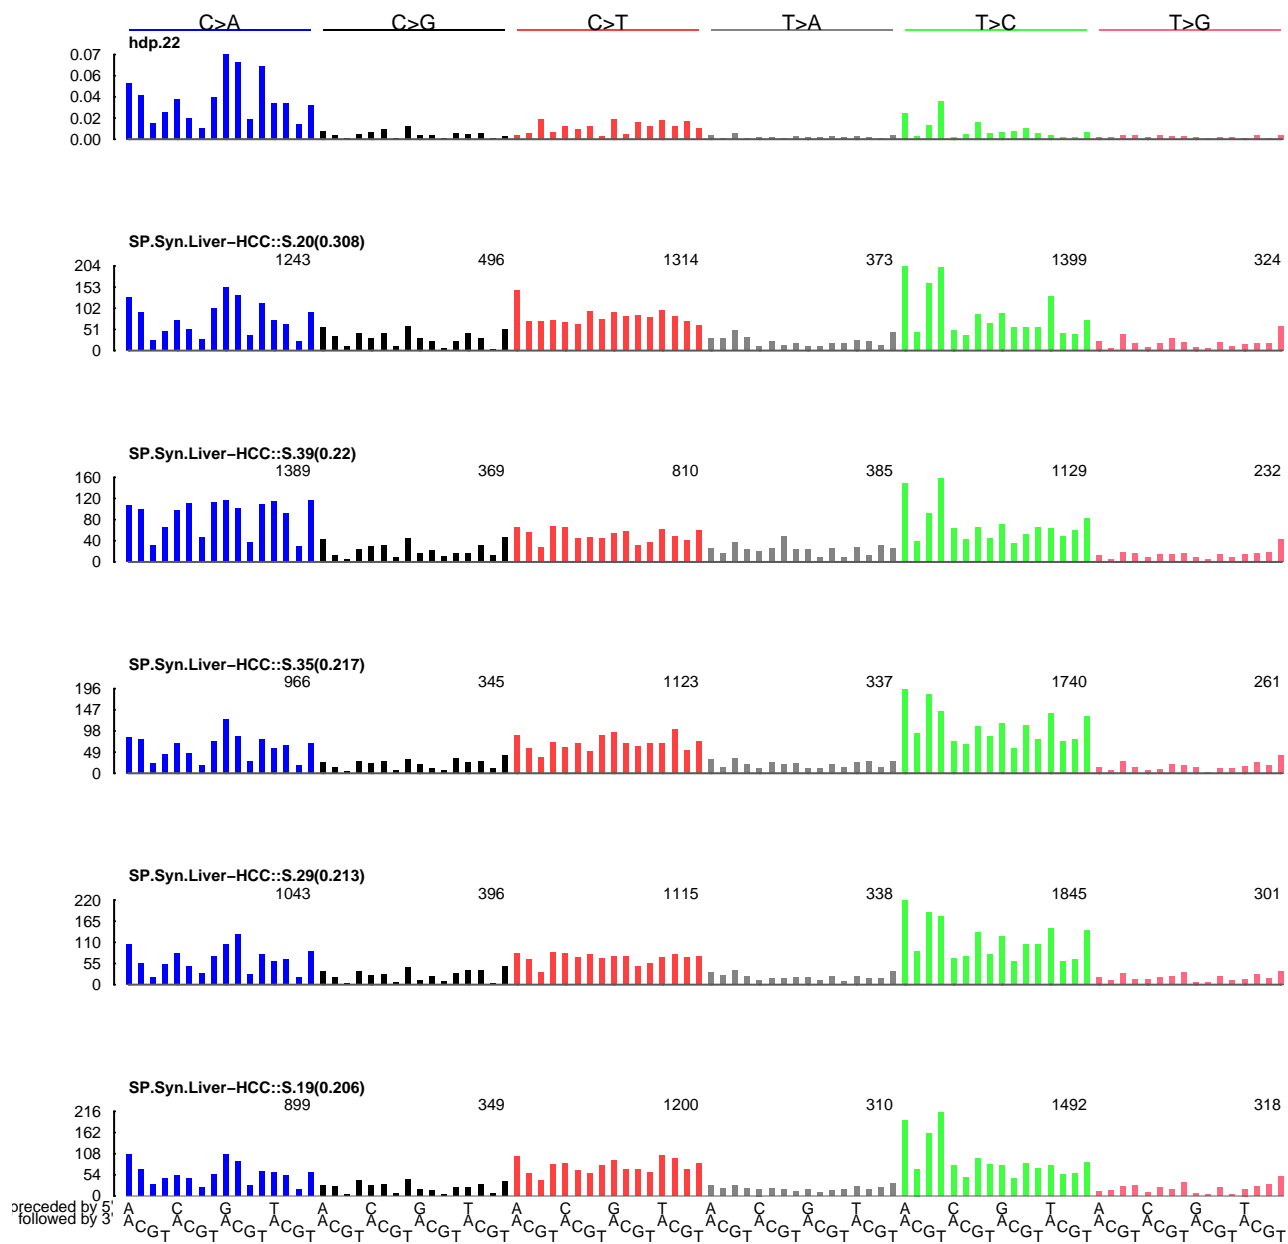 C>A C>G C>T T>A T>C T>G
hdp.22
0.07
0.06
0.04
0.02
0.00
SP.Syn.Liver−HCC::S.20(0.308)
1243 496 1314 373 1399 324
204
153
102
51
0
SP.Syn.Liver−HCC::S.39(0.22)
1389 369 810 385 1129 232
160
120
80
40
0
SP.Syn.Liver−HCC::S.35(0.217)
966 345 1123 337 1740 261
196
147
98
49
0
SP.Syn.Liver−HCC::S.29(0.213)
1043 396 1115 338 1845 301
220
165
110
55
0
SP.Syn.Liver−HCC::S.19(0.206)
899 349 1200 310 1492 318
216
162
108
54
0
preceded by 5' A C G T A C G T A C G T A C G T A C G T A C G T
followed by 3' A C G T A C G T A C G T A C G T A C G T A C G T A C G T A C G T A C G T A C G T A C G T A C G T A C G T A C G T A C G T A C G T A C G T A C G T A C G T A C G T A C G T A C G T A C G T A C G T